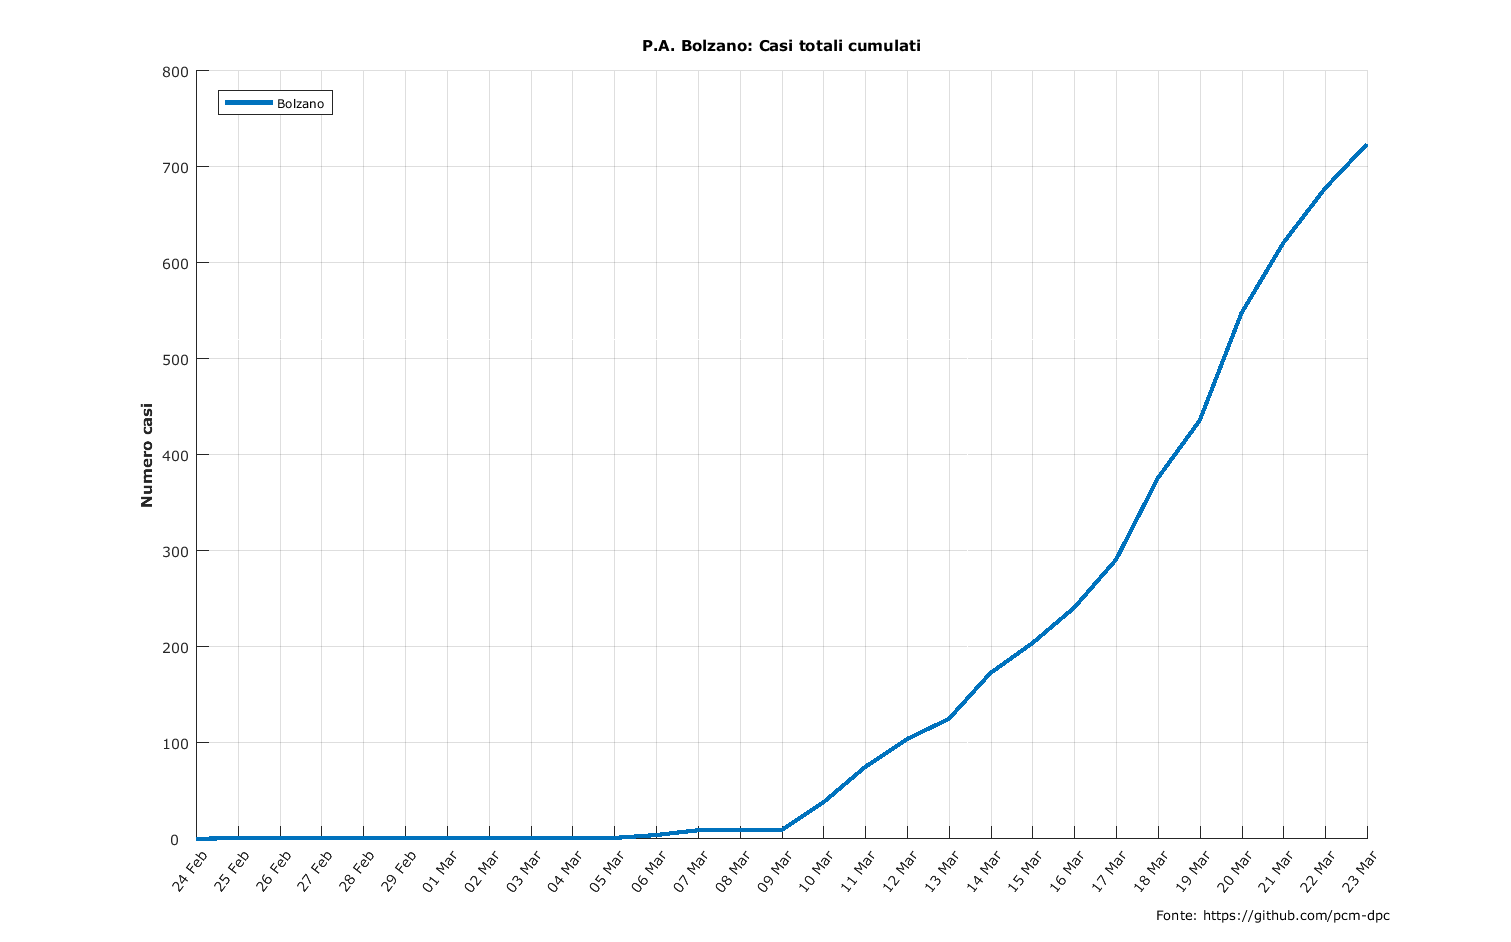 P.A. Bolzano: Casi totali cumulati
Bolzano
Numero casi
800
700
600
500
400
300
200
100
0
24 Feb
25 Feb
26 Feb
27 Feb
28 Feb
29 Feb
01 Mar
02 Mar
03 Mar
04 Mar
05 Mar
06 Mar
07 Mar
08 Mar
09 Mar
10 Mar
11 Mar
12 Mar
13 Mar
14 Mar
15 Mar
16 Mar
17 Mar
18 Mar
19 Mar
20 Mar
21 Mar
22 Mar
23 Mar
Fonte: https://github.com/pcm-dpc